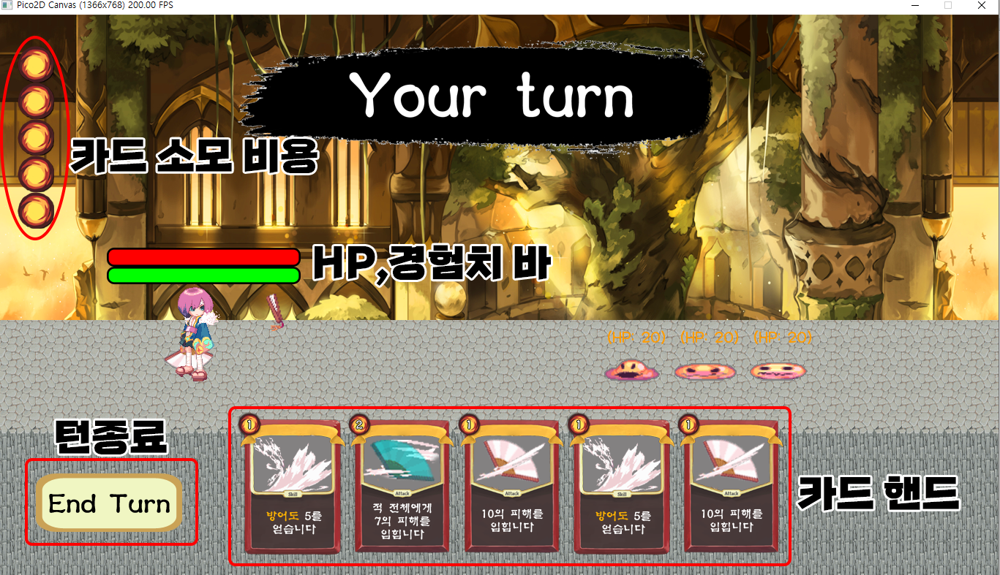 Pico2D Canvas (1366x768) 200.00 FPS
Your turn
카드 소모 비용
HP,경험치 바
(HP: 20) (HP: 20) (HP: 20)
턴종료
End Turn
1
Skill
방어도 5를
얻습니다
2
Attack
적 전체에게
7의 피해를
입힙니다
1
Attack
10의 피해를
입힙니다
1
Skill
방어도 5를
얻습니다
1
Attack
10의 피해를
입힙니다
카드 핸드